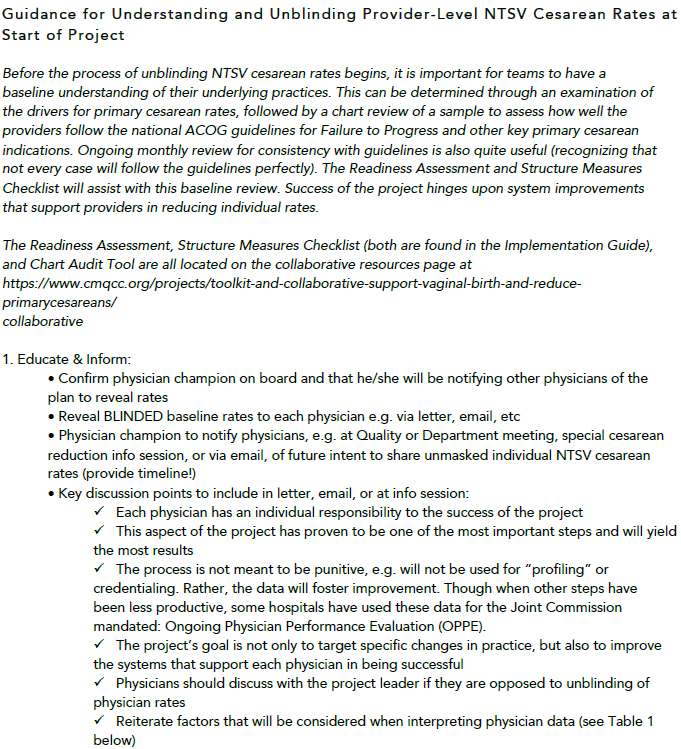 Guidance for Understanding and Unblinding Provider-Level NTSV Cesarean Rates at
Start of Project
Before the process of unblinding NTSV cesarean rates begins, it is important for teams to have a
baseline understanding of their underlying practices. This can be determined through an examination of
the drivers for primary cesarean rates, followed by a chart review of a sample to assess how well the
providers follow the national ACOG guidelines for Failure to Progress and other key primary cesarean
indications. Ongoing monthly review for consistency with guidelines is also quite useful (recognizing that
not every case will follow the guidelines perfectly). The Readiness Assessment and Structure Measures
Checklist will assist with this baseline review. Success of the project hinges upon system improvements
that support providers in reducing individual rates.
The Readiness Assessment, Structure Measures Checklist (both are found in the Implementation Guide),
and Chart Audit Tool are all located on the collaborative resources page at
https://www.cmqcc.org/projects/toolkit-and-collaborative-support-vaginal-birth-and-reduce-
primarycesareans/
collaborative
1. Educate & Inform:
• Confirm physician champion on board and that he/she will be notifying other physicians of the
plan to reveal rates
• Reveal BLINDED baseline rates to each physician e.g. via letter, email, etc
• Physician champion to notify physicians, e.g. at Quality or Department meeting, special cesarean
reduction info session, or via email, of future intent to share unmasked individual NTSV cesarean
rates (provide timeline!)
• Key discussion points to include in letter, email, or at info session:
✓ Each physician has an individual responsibility to the success of the project
✓ This aspect of the project has proven to be one of the most important steps and will yield
the most results
✓ The process is not meant to be punitive, e.g. will not be used for “profiling” or
credentialing. Rather, the data will foster improvement. Though when other steps have
been less productive, some hospitals have used these data for the Joint Commission
mandated: Ongoing Physician Performance Evaluation (OPPE).
✓ The project’s goal is not only to target specific changes in practice, but also to improve
the systems that support each physician in being successful
✓ Physicians should discuss with the project leader if they are opposed to unblinding of
physician rates
✓ Reiterate factors that will be considered when interpreting physician data (see Table 1
below)